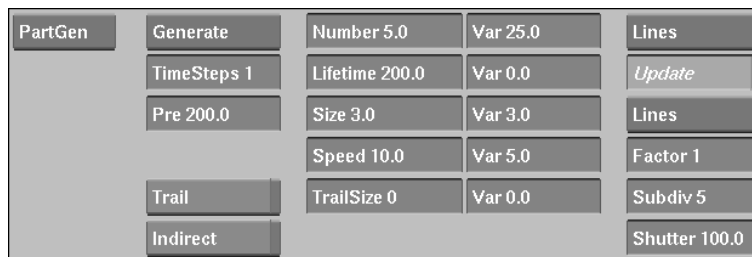 PartGen Generate Number 5.0 Var 25.0 Lines
TimeSteps 1 Lifetime 200.0 Var 0.0 Update
Pre 200.0 Size 3.0 Var 3.0 Lines
Speed 10.0 Var 5.0 Factor 1
Trail TrailSize 0 Var 0.0 Subdiv 5
Indirect Shutter 100.0